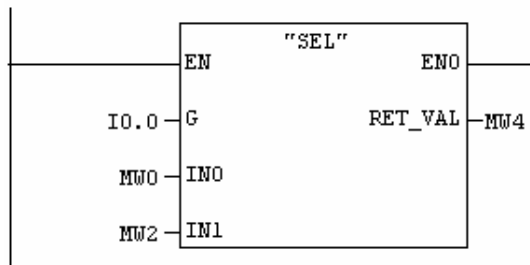 "SEL"
EN ENO
I0.0 G RET_VAL MW4
MW0 IN0
MW2 IN1